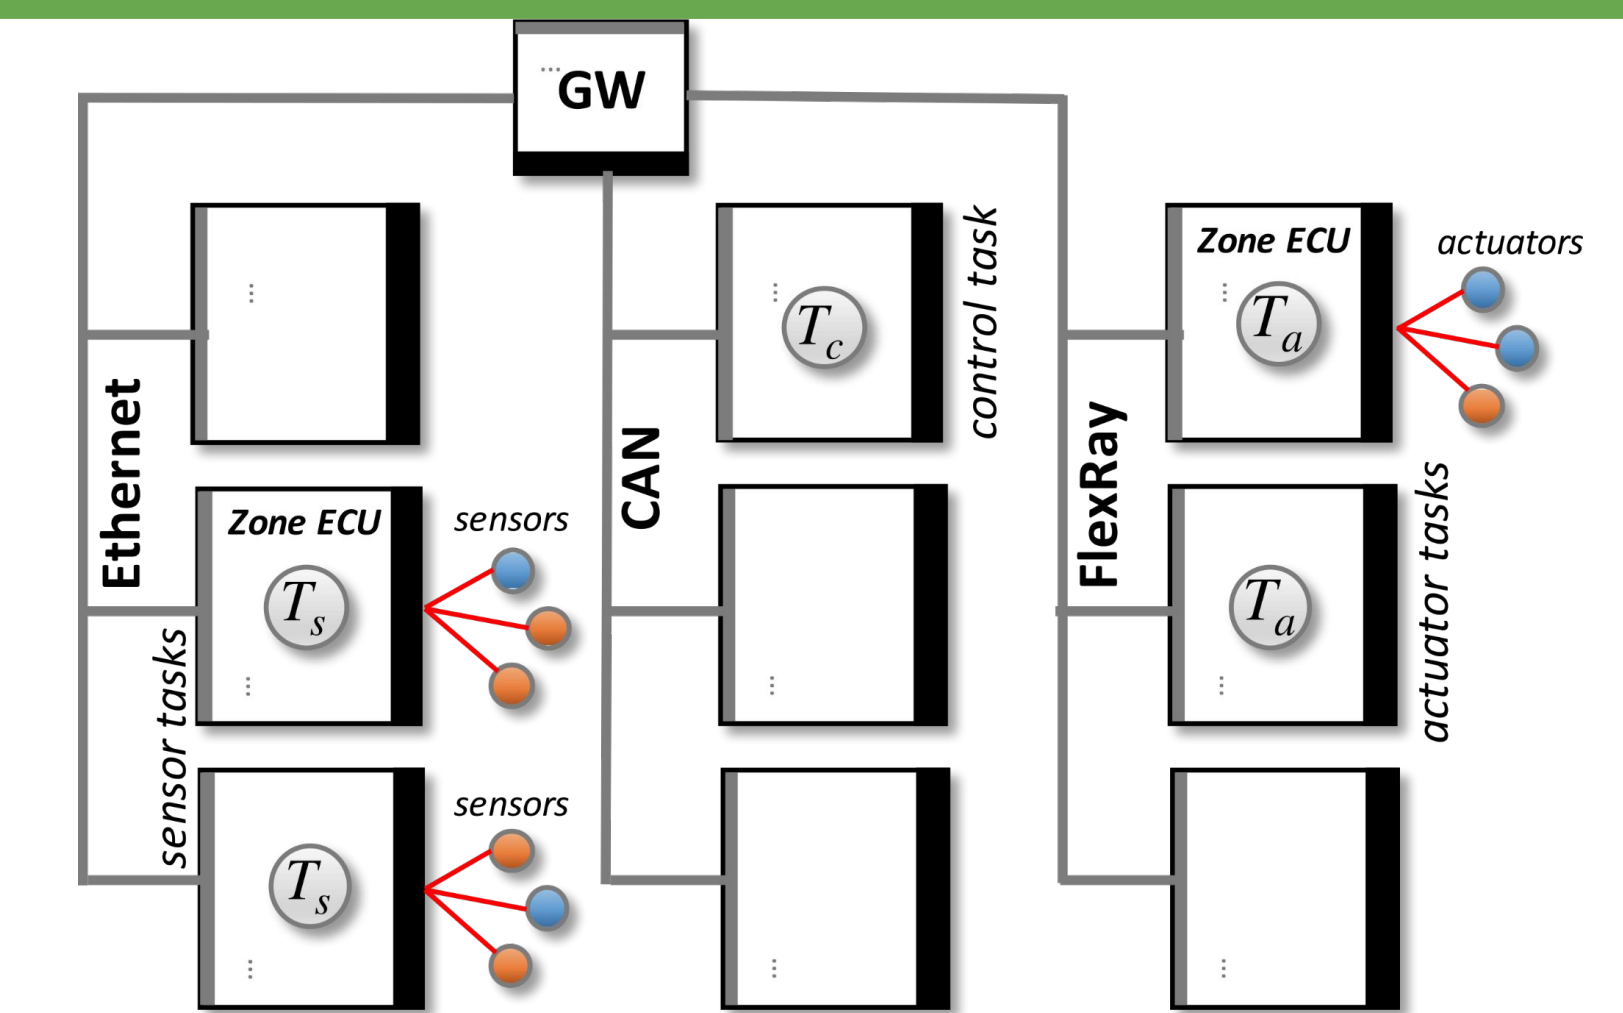 ...
GW
Ethernet
CAN
FlexRay
...
...
T_c
control task
Zone ECU
...
T_a
actuators
Zone ECU
T_s
...
sensors
sensor tasks
...
...
T_a
actuator tasks
T_s
...
sensors
...
...